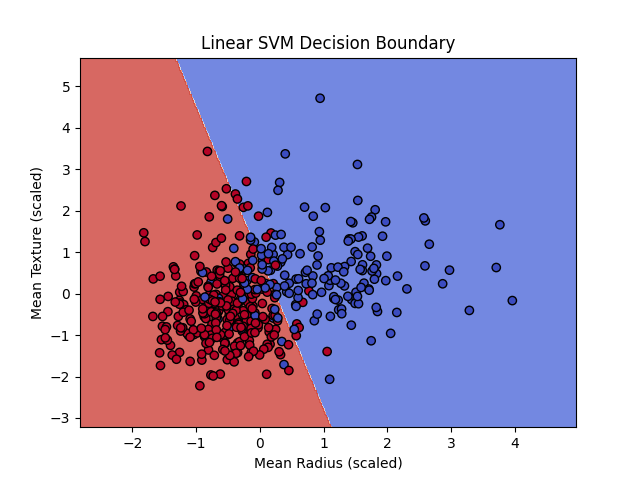 Linear SVM Decision Boundary
Mean Texture (scaled)
5
4
3
2
1
0
−1
−2
−3
−2 −1 0 1 2 3 4
Mean Radius (scaled)